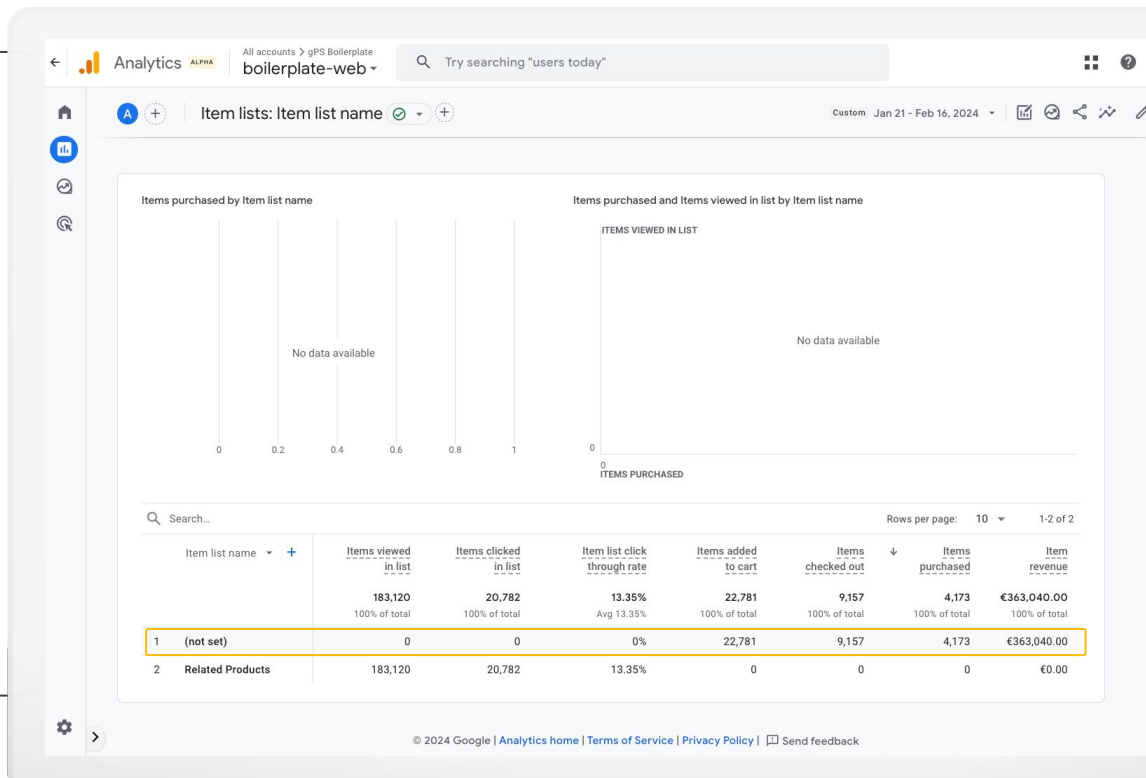 All accounts > gPS Boilerplate
Analytics ALPHA
boilerplate-web
Try searching "users today"
A
Item lists: Item list name
Custom Jan 21 - Feb 16, 2024
Items purchased by Item list name
Items purchased and Items viewed in list by Item list name
ITEMS VIEWED IN LIST
No data available
No data available
0 0.2 0.4 0.6 0.8 1
0
0
ITEMS PURCHASED
Search...
Rows per page: 10 1-2 of 2
Item list name + Items viewed in list Items clicked in list Item list click through rate Items added to cart Items checked out ↓ Items purchased Item revenue
183,120 20,782 13.35% 22,781 9,157 4,173 €363,040.00
100% of total 100% of total Avg 13.35% 100% of total 100% of total 100% of total 100% of total
1 (not set) 0 0 0% 22,781 9,157 4,173 €363,040.00
2 Related Products 183,120 20,782 13.35% 0 0 0 €0.00
© 2024 Google | Analytics home | Terms of Service | Privacy Policy | Send feedback